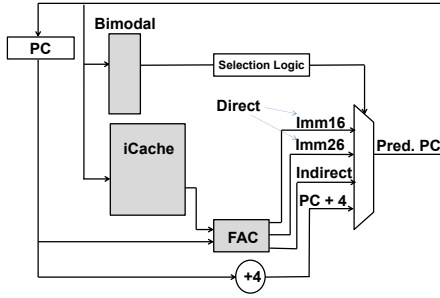 Bimodal
PC
Selection Logic
Direct
Imm16
iCache
Imm26
Pred. PC
Indirect
PC + 4
FAC
+4